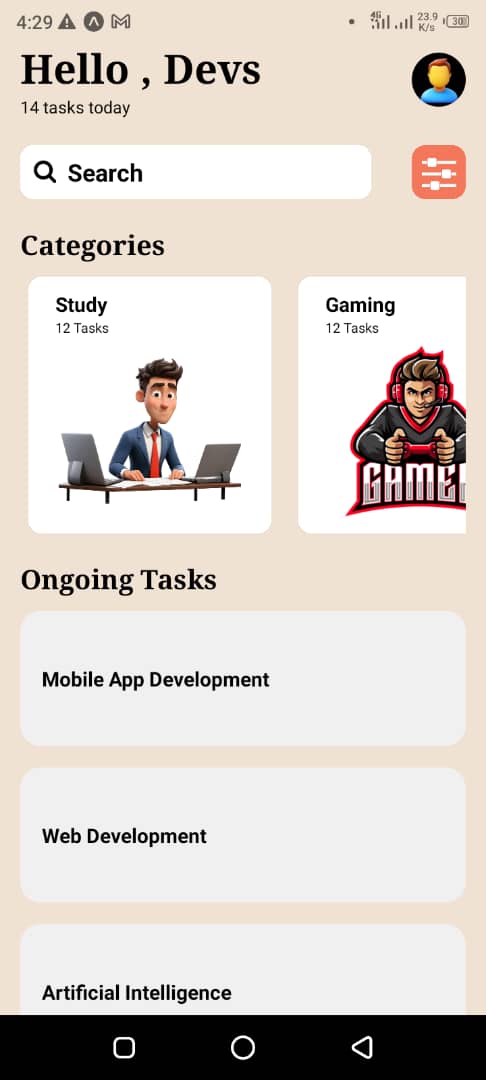 4:29
4G 23.9 K/s 30
Hello , Devs
14 tasks today
Search
Categories
Study
12 Tasks
Gaming
12 Tasks
GAME
Ongoing Tasks
Mobile App Development
Web Development
Artificial Intelligence